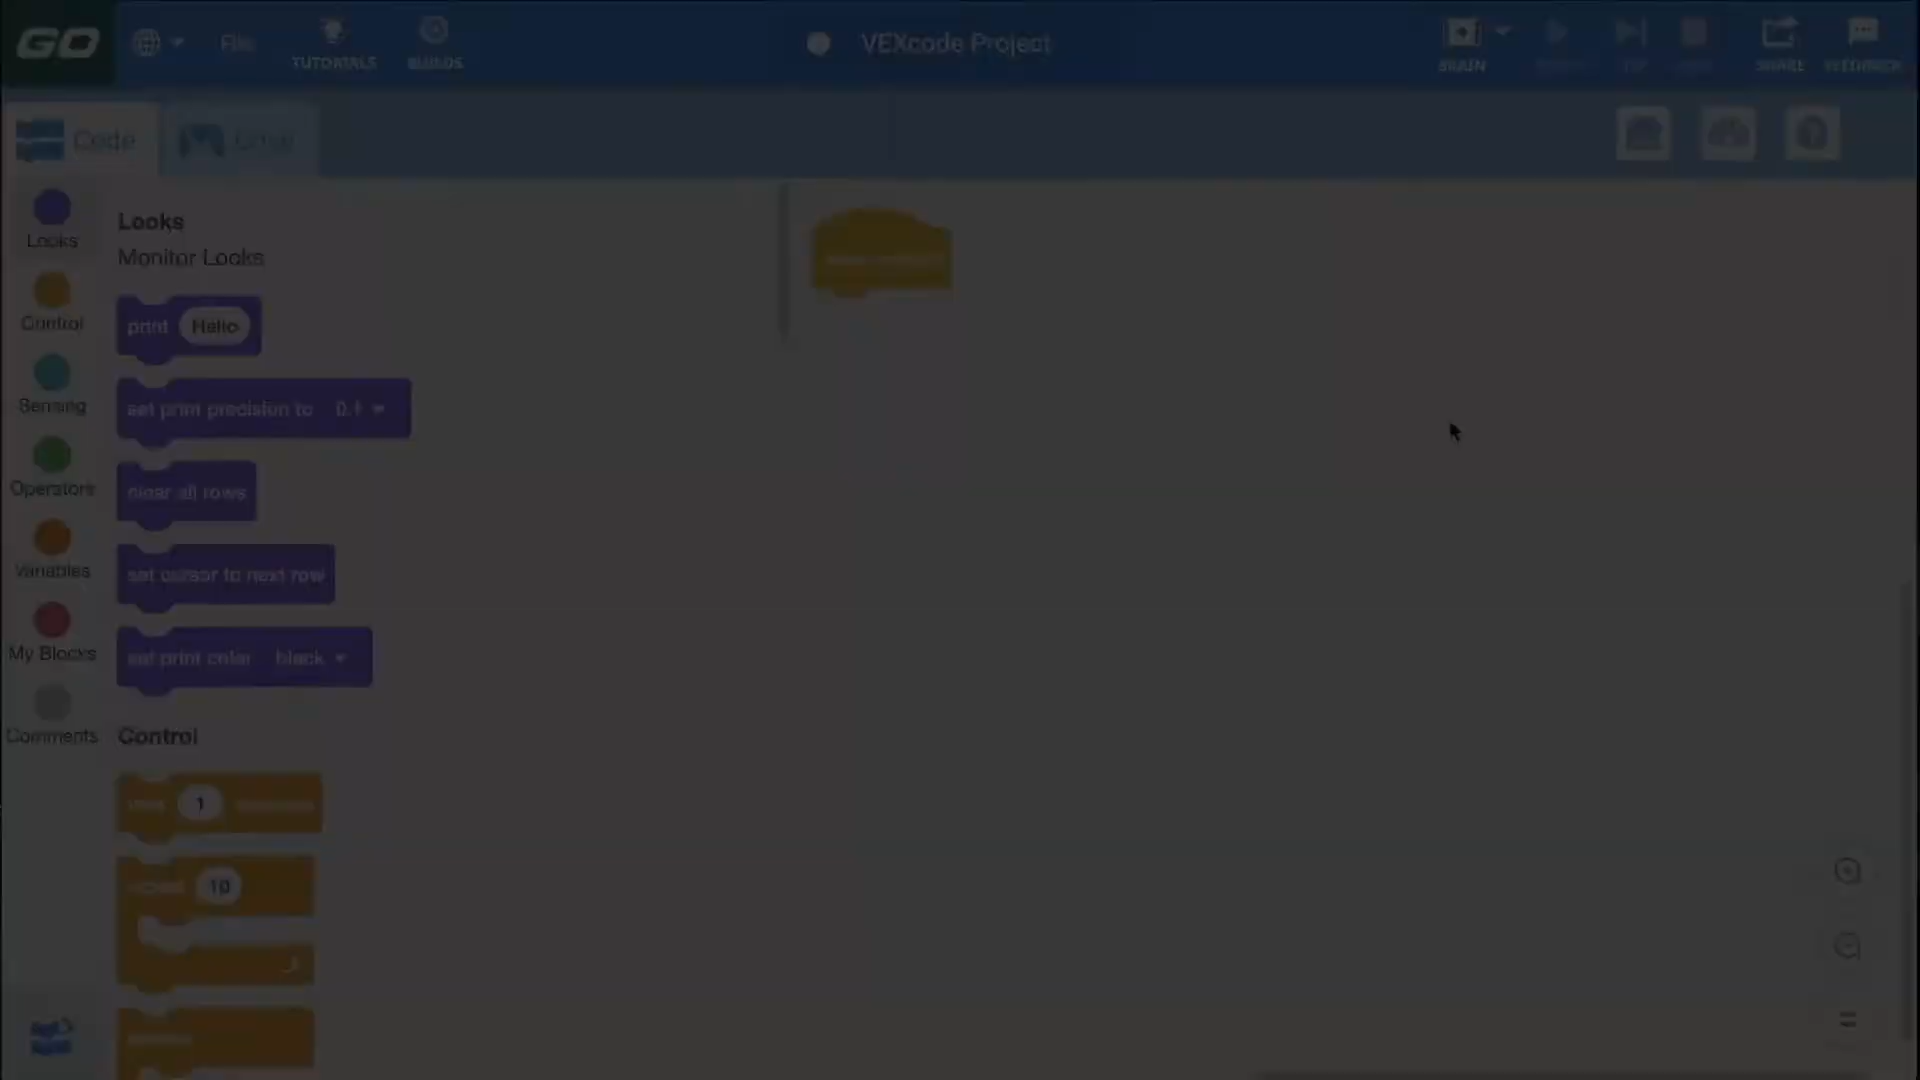 GO
File
TUTORIALS
BUILDS
VEXcode Project
BRAIN
SHARE
FEEDBACK
Code
Looks
Control
Sensing
Operators
Variables
My Blocks
Comments
Looks
Monitor Looks
print Hello
set print precision to 0.1
clear all rows
set cursor to next row
set print color black
Control
1
10